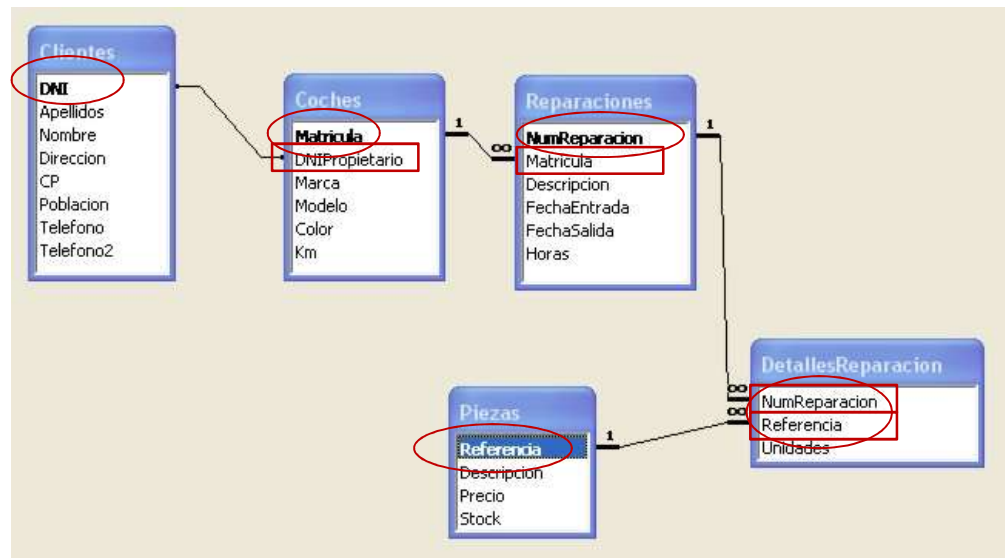 Clientes
DNI
Apellidos
Nombre
Direccion
CP
Poblacion
Telefono
Telefono2
Coches
Matricula
DNIPropietario
Marca
Modelo
Color
Km
1
∞
Reparaciones
NumReparacion
Matricula
Descripcion
FechaEntrada
FechaSalida
Horas
1
Piezas
Referencia
Descripcion
Precio
Stock
1
∞
∞
DetallesReparacion
NumReparacion
Referencia
Unidades